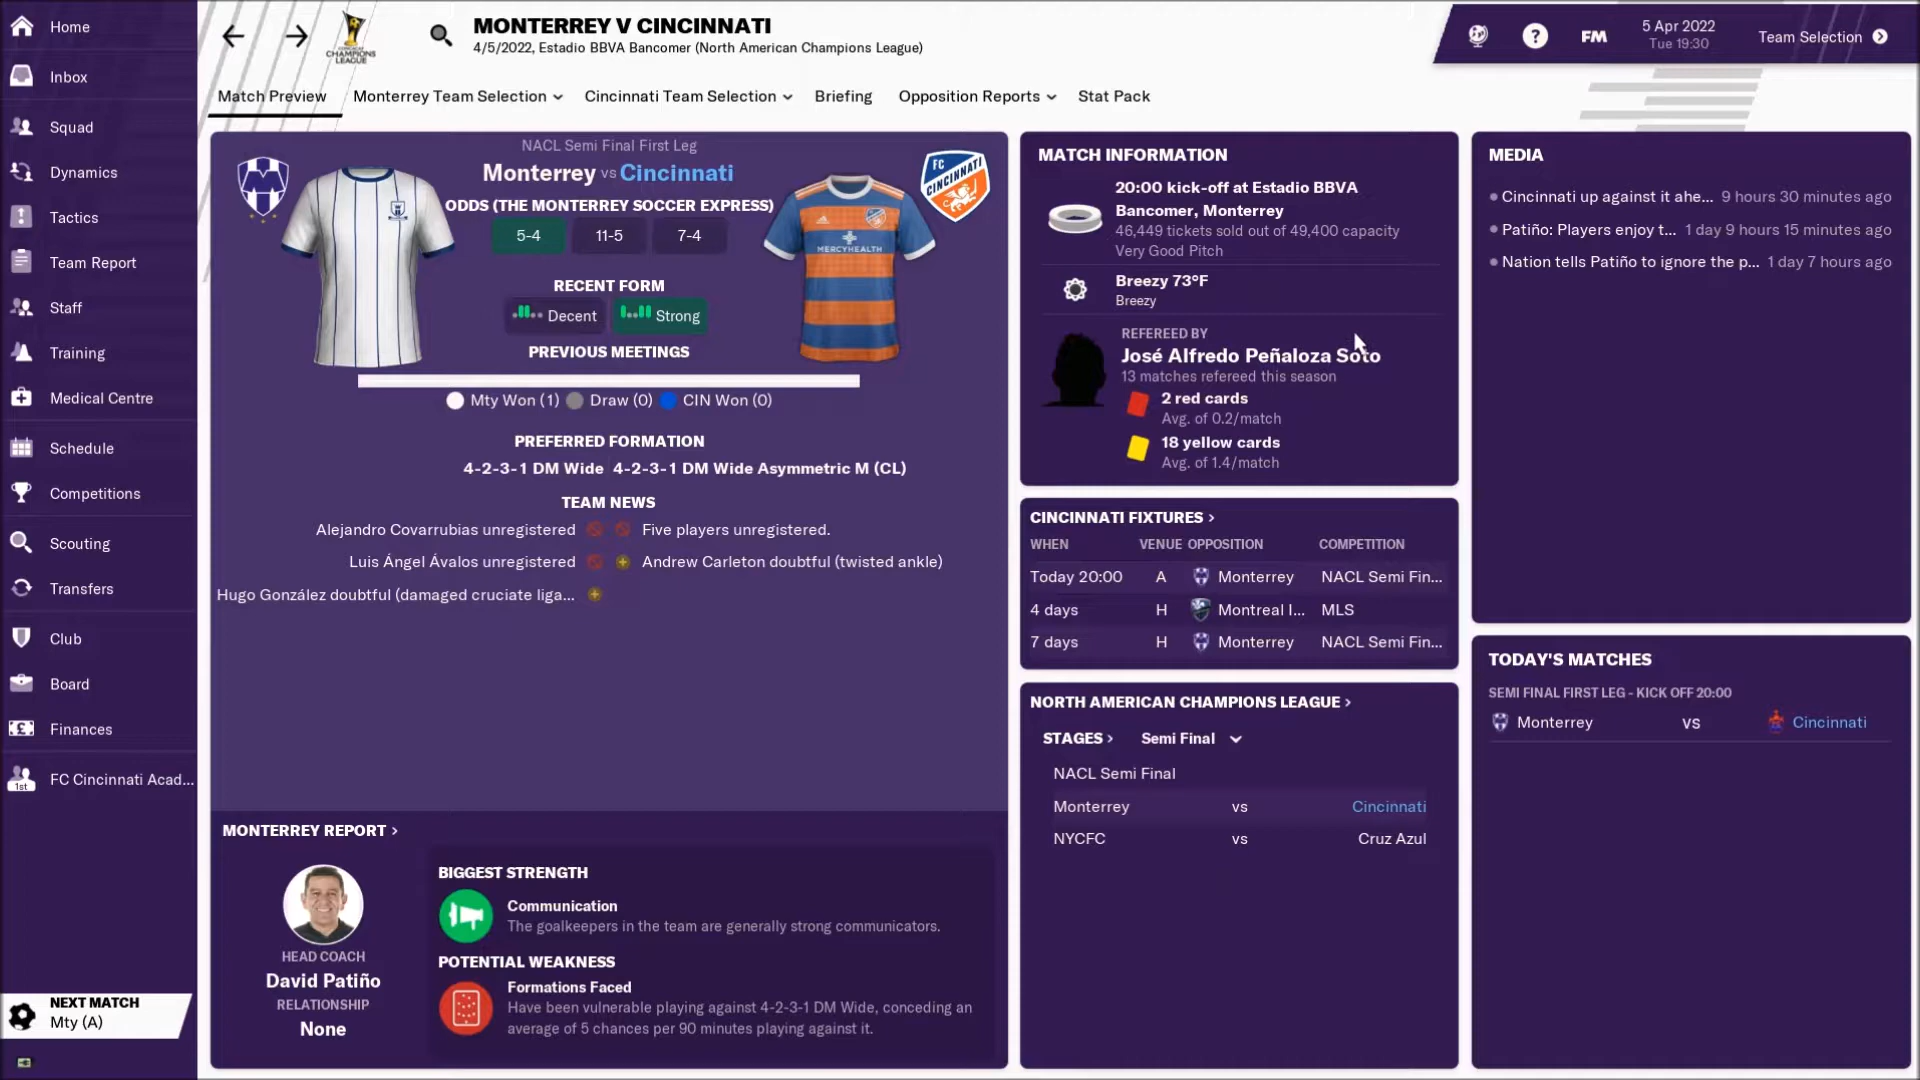 Home
Inbox
Squad
Dynamics
Tactics
Team Report
Staff
Training
Medical Centre
Schedule
Competitions
Scouting
Transfers
Club
Board
Finances
1st
FC Cincinnati Acad...
NEXT MATCH
Mty (A)
CONCACAF
CHAMPIONS
LEAGUE
MONTERREY V CINCINNATI
4/5/2022, Estadio BBVA Bancomer (North American Champions League)
?
FM
5 Apr 2022
Tue 19:30
Team Selection
Match Preview
Monterrey Team Selection
Cincinnati Team Selection
Briefing
Opposition Reports
Stat Pack
NACL Semi Final First Leg
Monterrey vs Cincinnati
FC CINCINNATI
MERCYHEALTH
ODDS (THE MONTERREY SOCCER EXPRESS)
5-4 11-5 7-4
RECENT FORM
Decent Strong
PREVIOUS MEETINGS
Mty Won (1) Draw (0) CIN Won (0)
PREFERRED FORMATION
4-2-3-1 DM Wide 4-2-3-1 DM Wide Asymmetric M (CL)
TEAM NEWS
Alejandro Covarrubias unregistered Five players unregistered.
Luis Ángel Ávalos unregistered Andrew Carleton doubtful (twisted ankle)
Hugo González doubtful (damaged cruciate liga...
MONTERREY REPORT >
HEAD COACH
David Patiño
RELATIONSHIP
None
BIGGEST STRENGTH
Communication
The goalkeepers in the team are generally strong communicators.
POTENTIAL WEAKNESS
Formations Faced
Have been vulnerable playing against 4-2-3-1 DM Wide, conceding an
average of 5 chances per 90 minutes playing against it.
MATCH INFORMATION
20:00 kick-off at Estadio BBVA
Bancomer, Monterrey
46,449 tickets sold out of 49,400 capacity
Very Good Pitch
Breezy 73°F
Breezy
REFEREED BY
José Alfredo Peñaloza Soto
13 matches refereed this season
2 red cards
Avg. of 0.2/match
18 yellow cards
Avg. of 1.4/match
CINCINNATI FIXTURES >
WHEN VENUE OPPOSITION COMPETITION
Today 20:00 A Monterrey NACL Semi Fin...
4 days H Montreal I... MLS
7 days H Monterrey NACL Semi Fin...
NORTH AMERICAN CHAMPIONS LEAGUE >
STAGES > Semi Final
NACL Semi Final
Monterrey vs Cincinnati
NYCFC vs Cruz Azul
MEDIA
Cincinnati up against it ahe... 9 hours 30 minutes ago
Patiño: Players enjoy t... 1 day 9 hours 15 minutes ago
Nation tells Patiño to ignore the p... 1 day 7 hours ago
TODAY'S MATCHES
SEMI FINAL FIRST LEG - KICK OFF 20:00
Monterrey vs Cincinnati